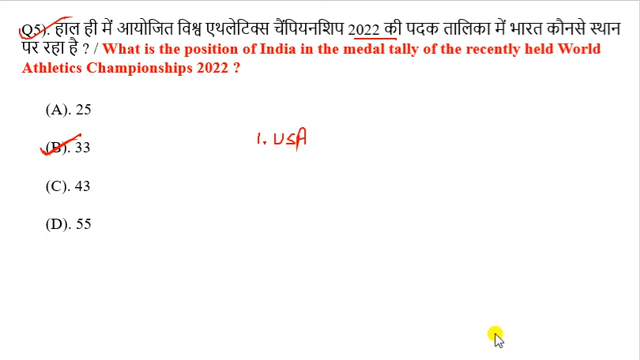 Q5). हाल ही में आयोजित विश्व एथलेटिक्स चैंपियनशिप 2022 की पदक तालिका में भारत कौनसे स्थान
पर रहा है ? / What is the position of India in the medal tally of the recently held World
Athletics Championships 2022 ?
(A). 25
1. USA
(B). 33
(C). 43
(D). 55